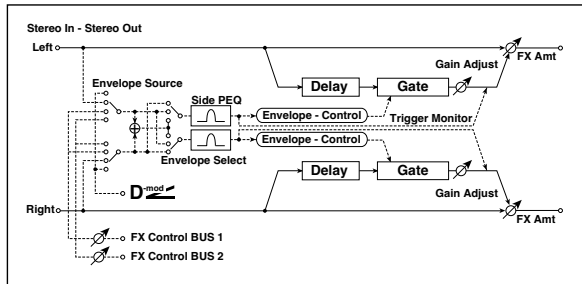 Stereo In - Stereo Out
Left
FX Amt
Gain Adjust
Envelope Source
Side PEQ
Delay
Gate
Envelope - Control
Trigger Monitor
Envelope - Control
Envelope Select
Delay
Gate
D-mod
Gain Adjust
Right
FX Amt
FX Control BUS 1
FX Control BUS 2